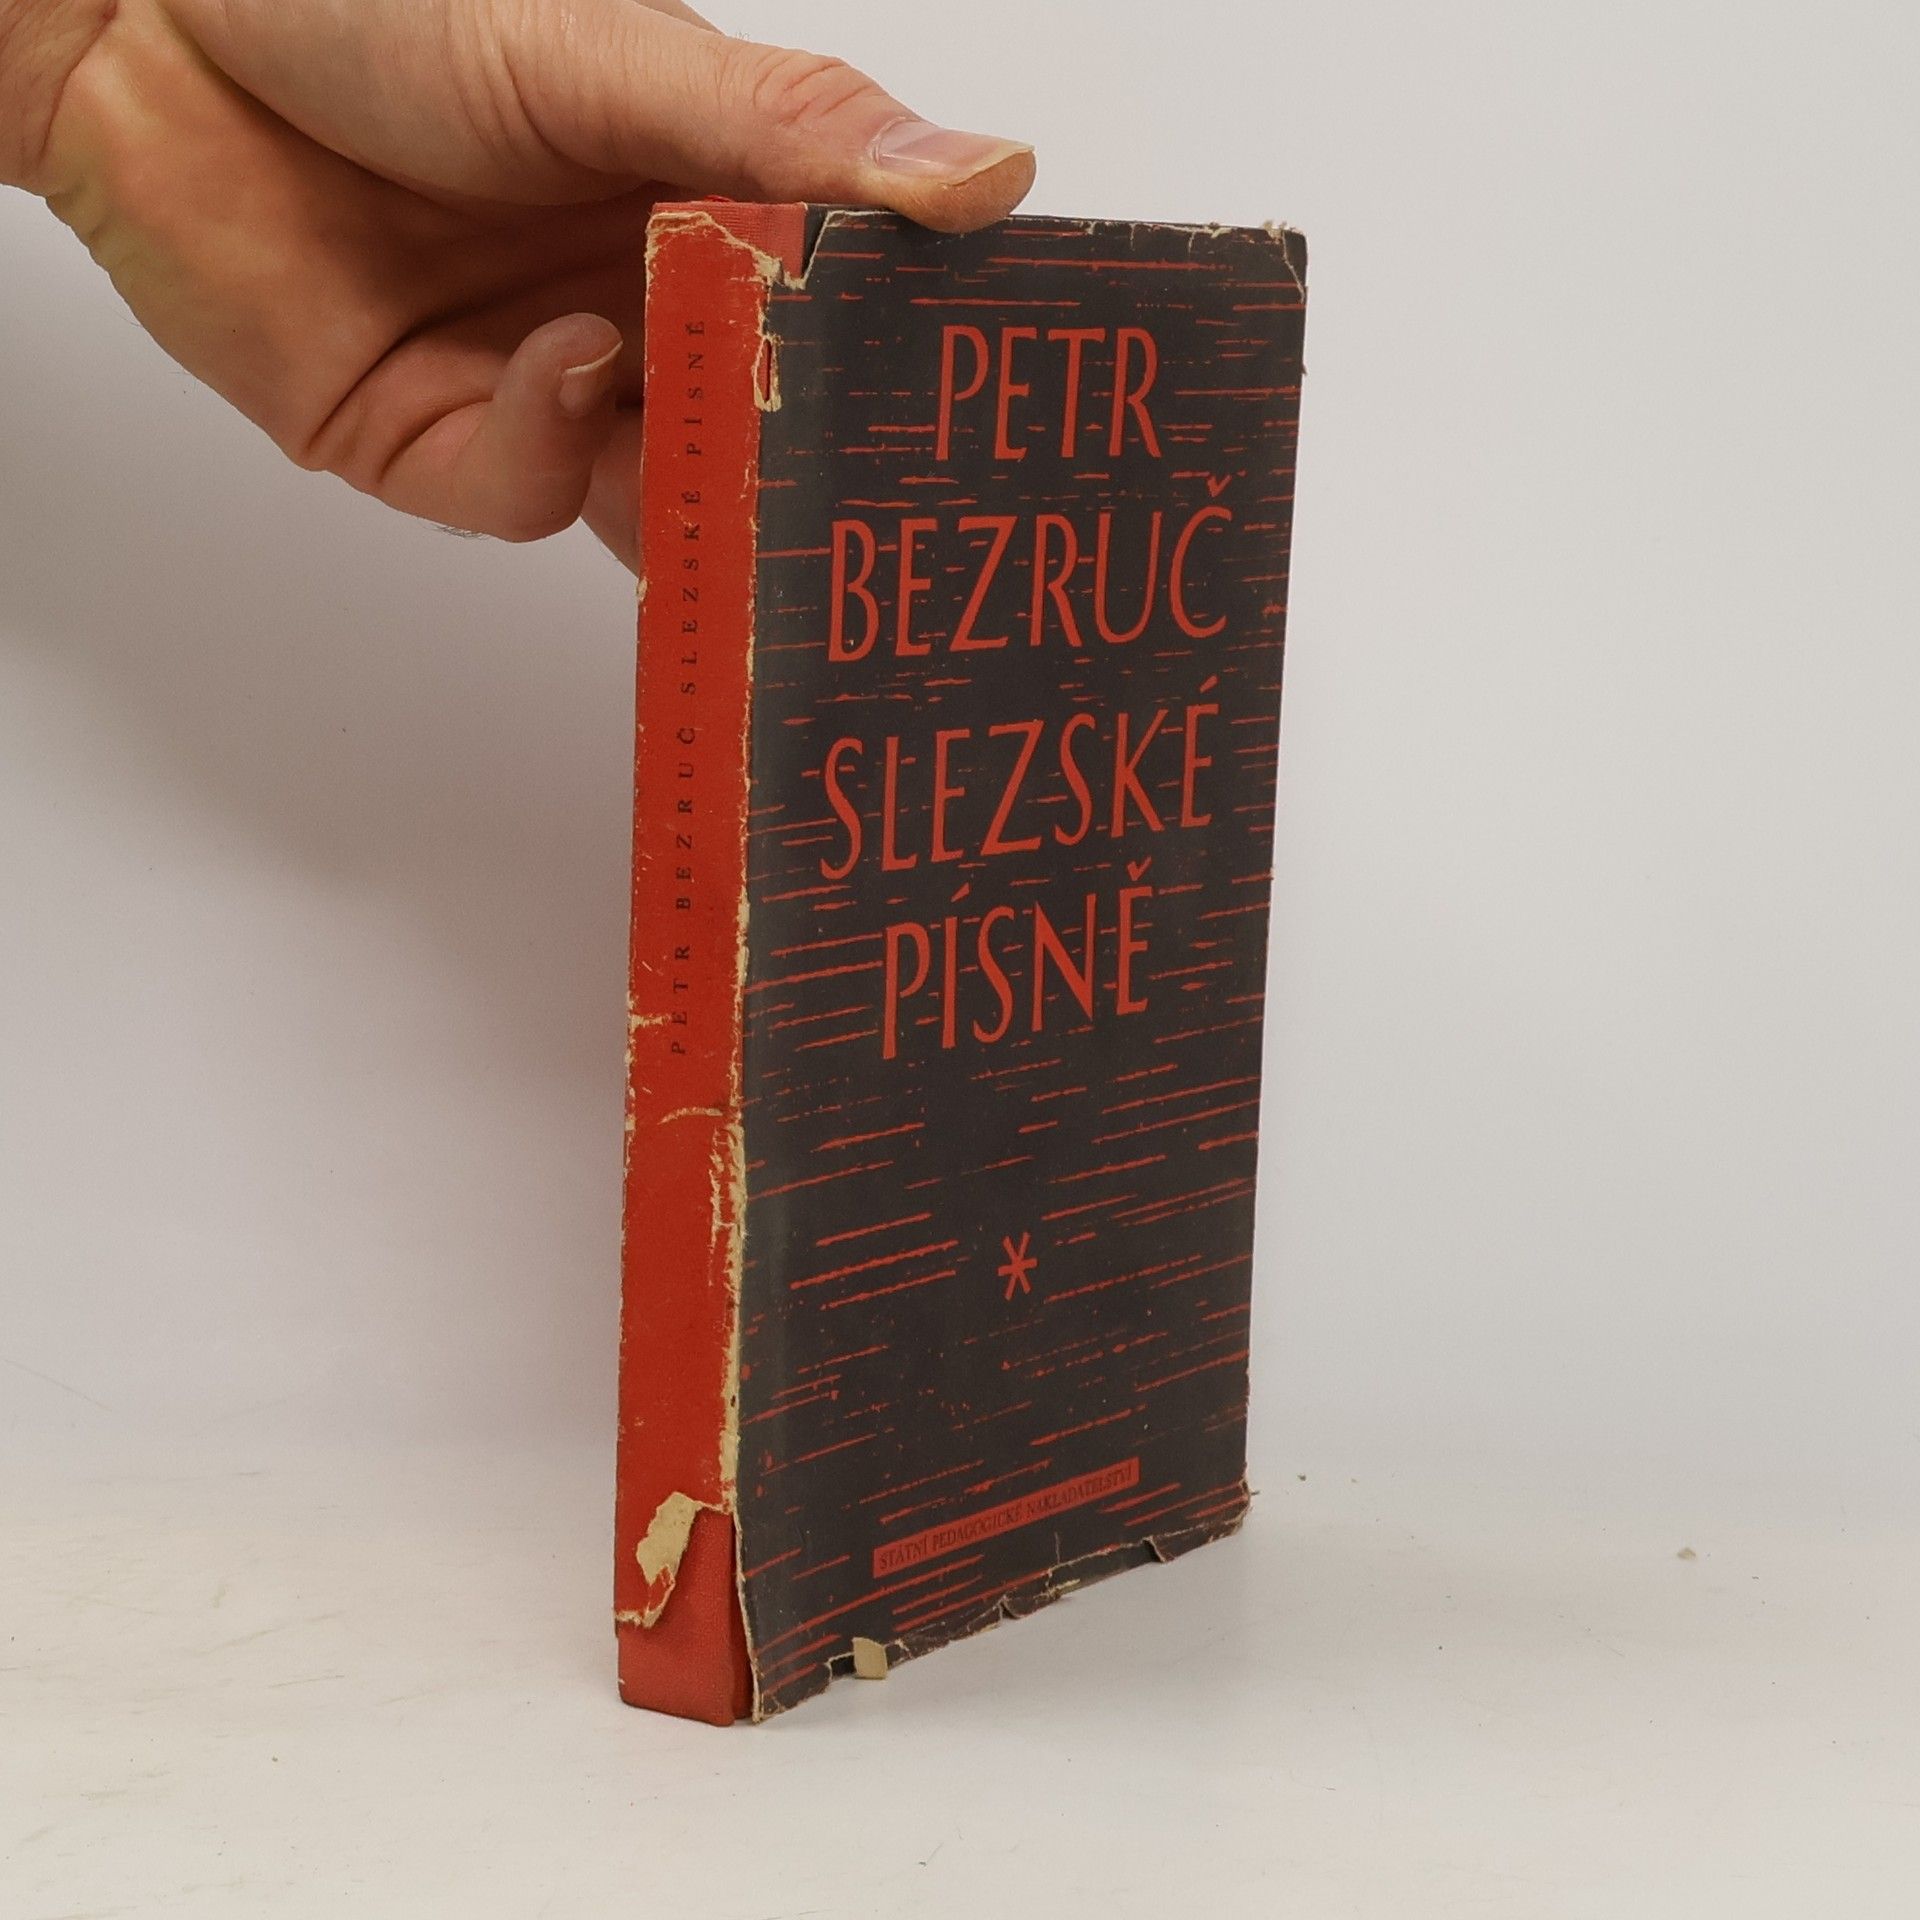 PETR BEZRUČ SLEZSKÉ PÍSNĚ
PETR
BEZRUČ
SLEZSKÉ
PÍSNĚ
*
STÁTNÍ PEDAGOGICKÉ NAKLADATELSTVÍ